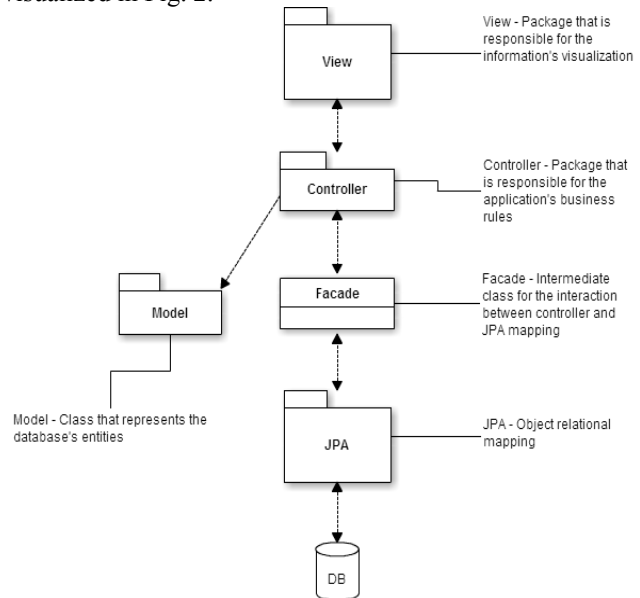 visualized in Fig. 2.
View - Package that is
responsible for the
information's visualization
View
Controller - Package that
is responsible for the
application's business
rules
Controller
Facade - Intermediate
class for the interaction
between controller and
JPA mapping
Facade
Model
Model - Class that represents the
database's entities
JPA - Object relational
mapping
JPA
DB